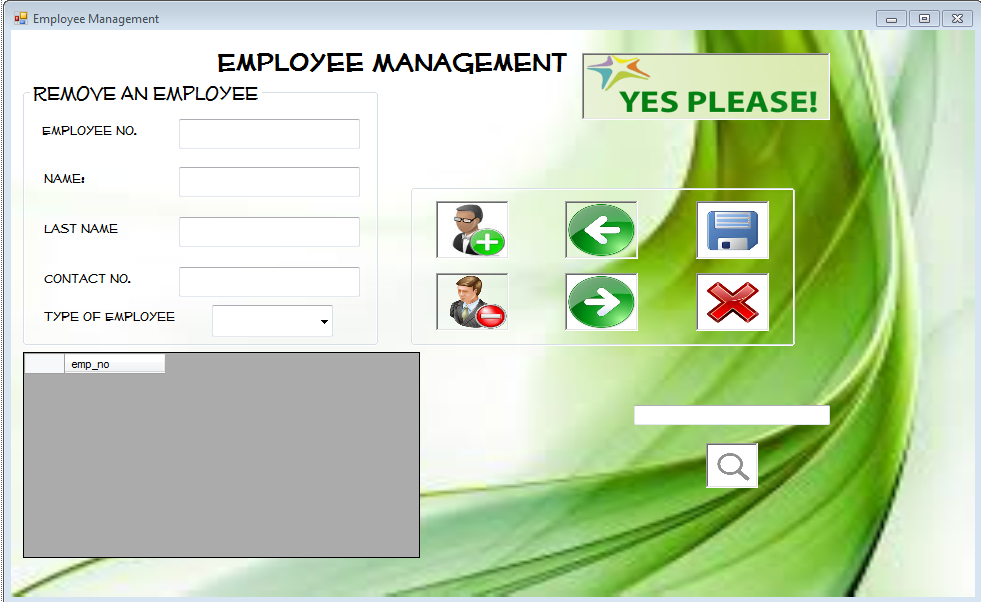 Employee Management
EMPLOYEE MANAGEMENT
YES PLEASE!
REMOVE AN EMPLOYEE
EMPLOYEE NO.
NAME:
LAST NAME
CONTACT NO.
TYPE OF EMPLOYEE
emp_no